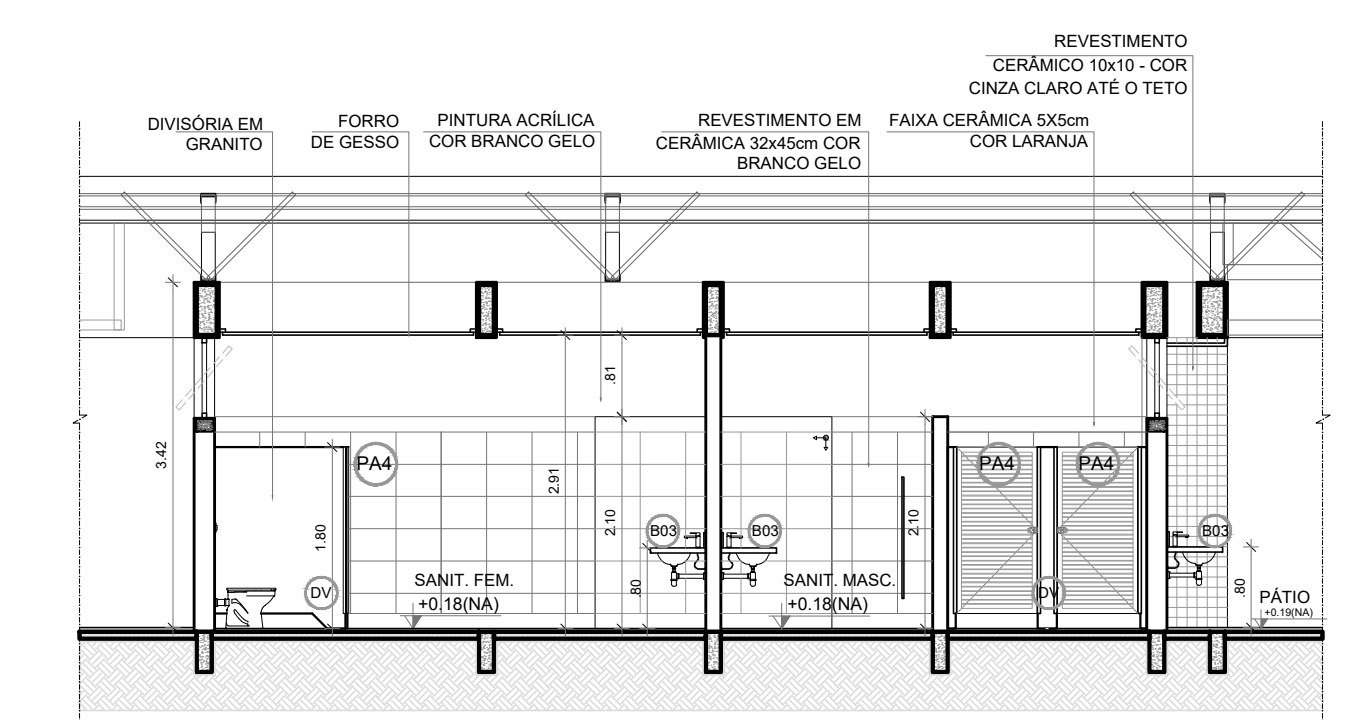 REVESTIMENTO
CERÂMICO 10x10 - COR
CINZA CLARO ATÉ O TETO
DIVISÓRIA EM
GRANITO
FORRO
DE GESSO
PINTURA ACRÍLICA
COR BRANCO GELO
REVESTIMENTO EM
CERÂMICA 32x45cm COR
BRANCO GELO
FAIXA CERÂMICA 5X5cm
COR LARANJA
.81
3.42
PA4
2.91
PA4
PA4
1.80
2.10
B03
B03
2.10
B03
DV
SANIT. FEM.
+0.18(NA)
.80
SANIT. MASC.
+0.18(NA)
DV
.80
PÁTIO
+0.19(NA)